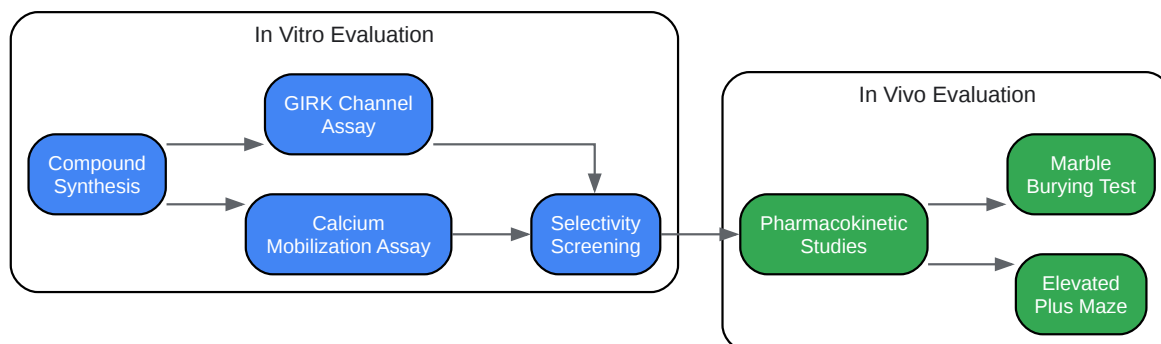 In Vitro Evaluation
GIRK Channel
Assay
Compound
Synthesis
Calcium
Mobilization Assay
Selectivity
Screening
In Vivo Evaluation
Pharmacokinetic
Studies
Marble
Burying Test
Elevated
Plus Maze